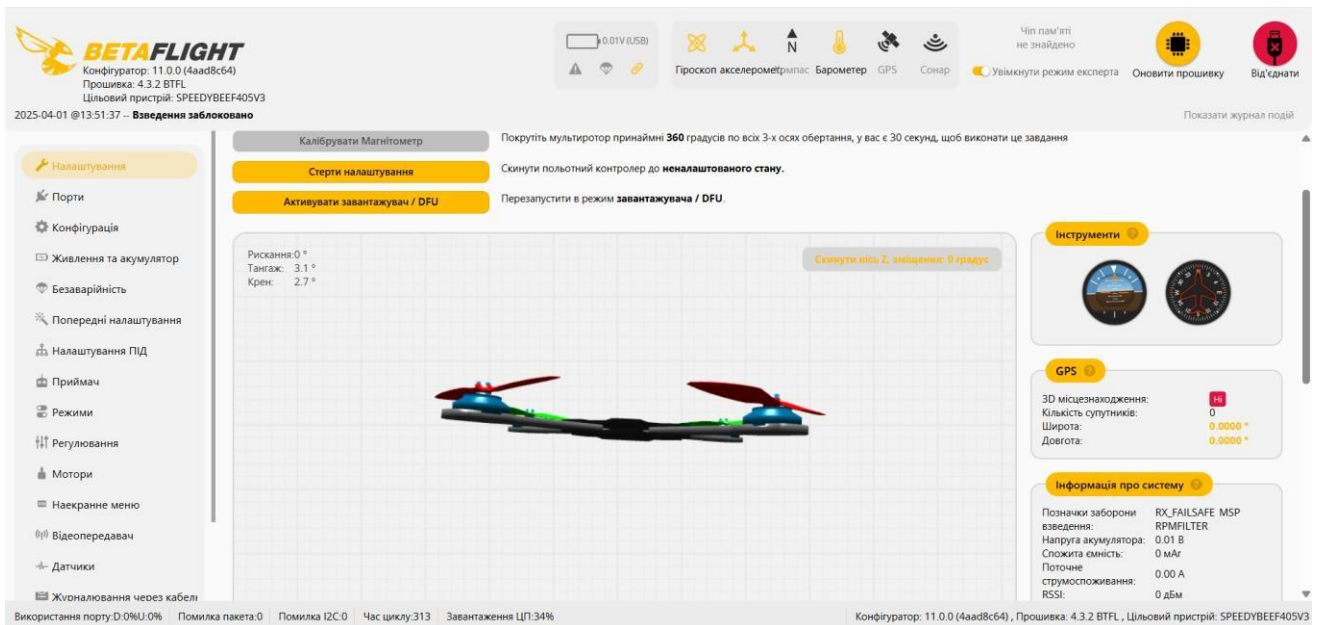 BETAFLIGHT
Конфігуратор: 11.0.0 (4aad8c64)
Прошивка: 4.3.2 BTFL
Цільовий пристрій: SPEEDYBEEF405V3
2025-04-01 @13:51:37 -- Взведення заблоковано
0.01V (USB)
N
Гіроскоп
акселерометр
компас
Барометер
GPS
Сонар
Чіп пам'яті
не знайдено
Увімкнути режим експерта
Оновити прошивку
Від'єднати
Показати журнал подій
Налаштування
Порти
Конфігурація
Живлення та акумулятор
Безаварійність
Попередні налаштування
Налаштування ПІД
Приймач
Режими
Регулювання
Мотори
Наекранне меню
Відеопередавач
Датчики
Журналювання через кабель
Калібрувати Магнітометр
Покрутіть мультиротор принаймні 360 градусів по всіх 3-х осях обертання, у вас є 30 секунд, щоб виконати це завдання
Стерти налаштування
Скинути польотний контролер до неналаштованого стану.
Активувати завантажувач / DFU
Перезапустити в режим завантажувача / DFU.
Рискання:0 °
Тангаж: 3.1 °
Крен: 2.7 °
Скинути вісь Z, зміщення: 0 градус
Інструменти
GPS
3D місцезнаходження: Ні
Кількість супутників: 0
Широта: 0.0000 °
Довгота: 0.0000 °
Інформація про систему
Позначки заборони взведення: RX_FAILSAFE MSP RPMFILTER
Напруга акумулятора: 0.01 В
Спожита ємність: 0 мАг
Поточне струмоспоживання: 0.00 А
RSSI: 0 дБм
Використання порту:D:0%U:0% Помилка пакета:0 Помилка I2C:0 Час циклу:313 Завантаження ЦП:34%
Конфігуратор: 11.0.0 (4aad8c64) , Прошивка: 4.3.2 BTFL , Цільовий пристрій: SPEEDYBEEF405V3